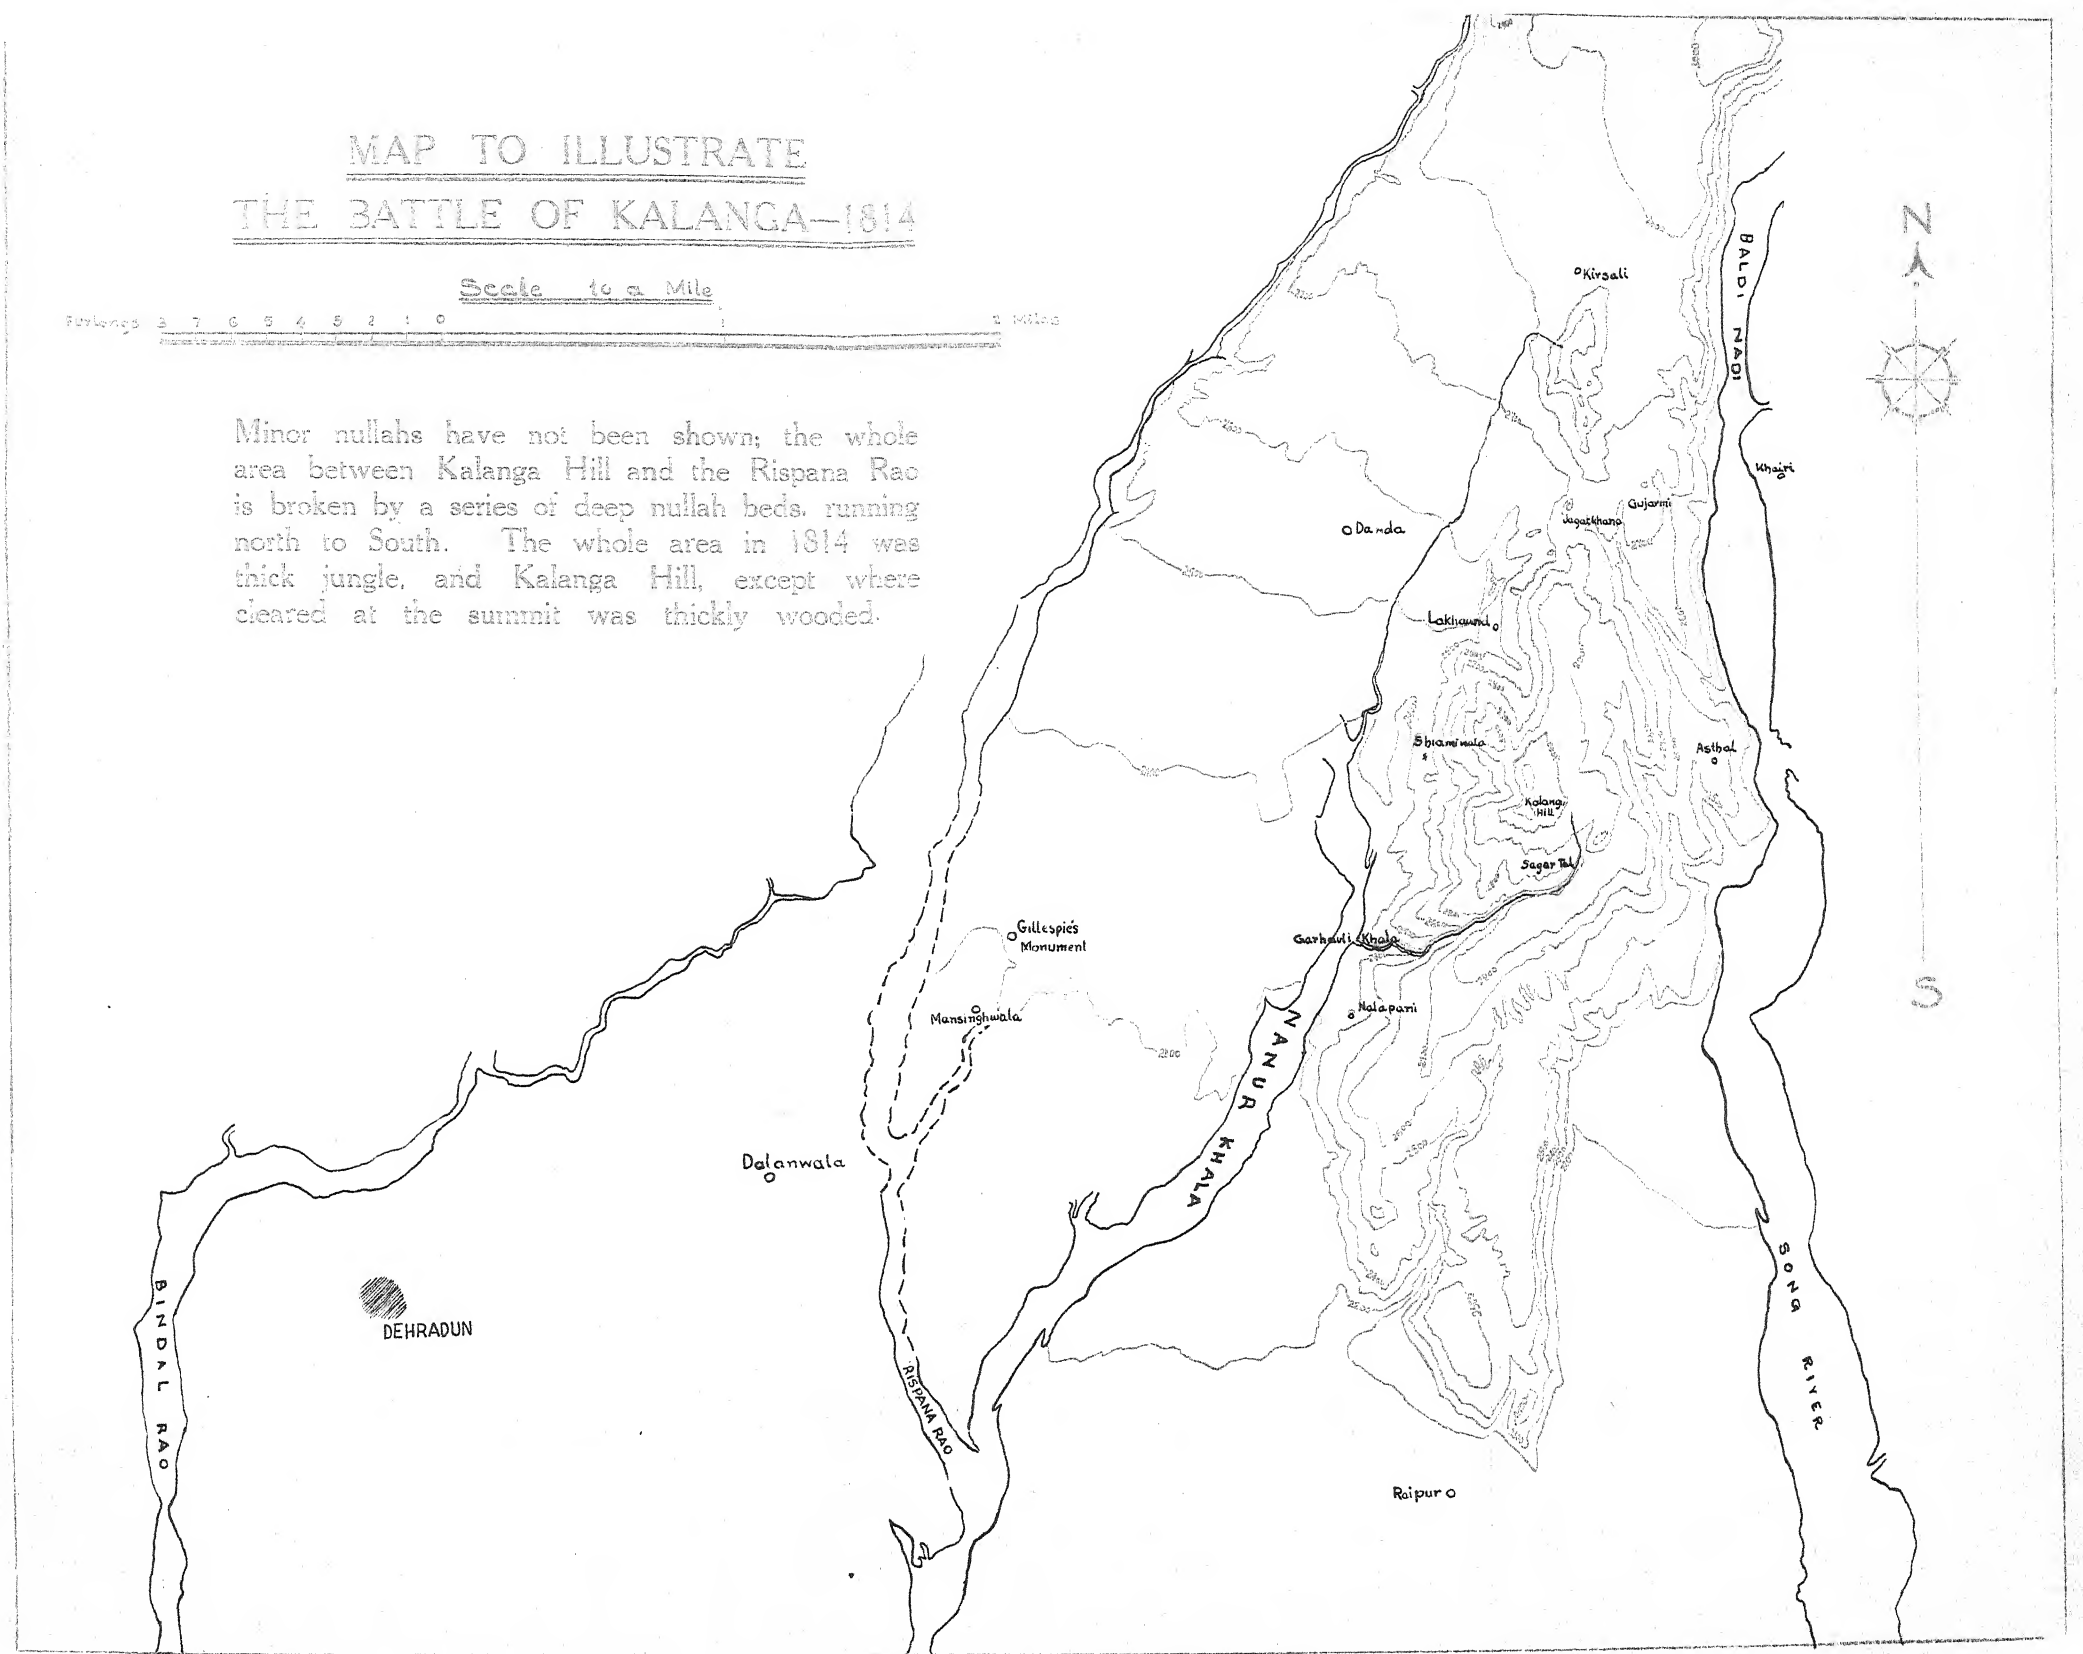 MAP TO ILLUSTRATE
THE BATTLE OF KALANGA—1814
Scale to a Mile
Furlongs 8 7 6 5 4 3 2 1 0 1 2 Miles
Minor nullahs have not been shown; the whole
area between Kalanga Hill and the Rispana Rao
is broken by a series of deep nullah beds. running
north to South. The whole area in 1814 was
thick jungle, and Kalanga Hill, except where
cleared at the summit was thickly wooded.
N
BALDI NADI
Kirsali
Khairi
Gujarmi
Jagatkhana
Danda
Lakhaund
Shiamiwala
Asthal
Kalanga
Hill
Sagar Tal
Gillespie's
Monument
Garhauti Khala
S
Mansinghwala
Nalapani
NANUR KHALA
2800
2500
Dalanwala
SONG RIVER
BINDAL RAO
DEHRADUN
RISPANA RAO
Raipur